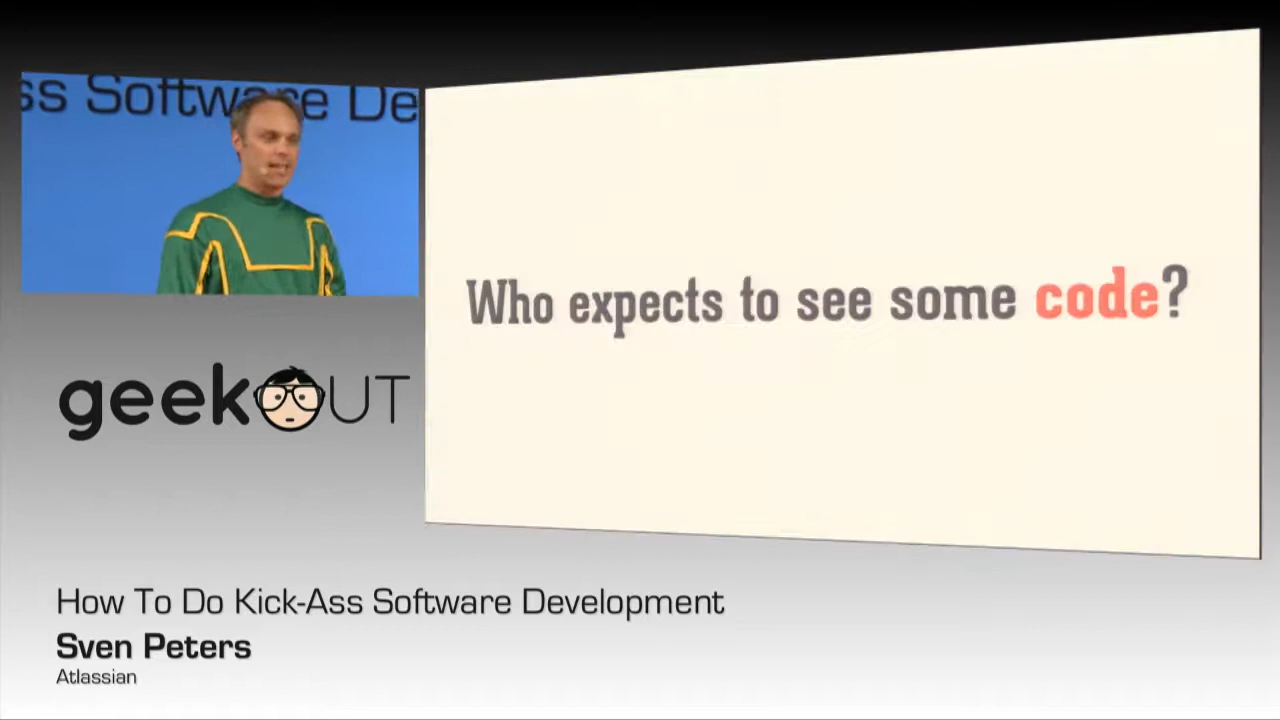 ss Software De
Who expects to see some code?
geekOUT
How To Do Kick-Ass Software Development
Sven Peters
Atlassian